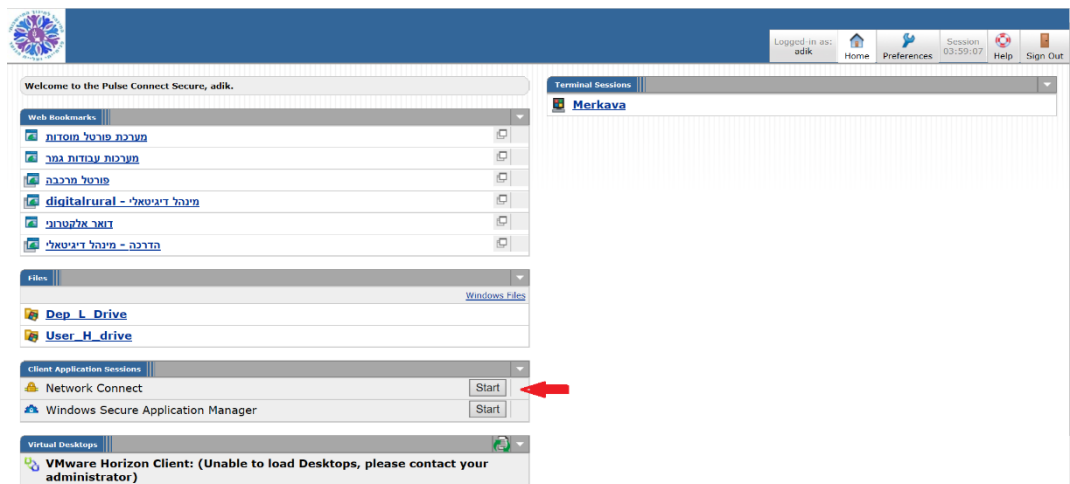 Logged-in as:
adik
Home
Preferences
Session
03:59:07
Help
Sign Out
Welcome to the Pulse Connect Secure, adik.
Web Bookmarks
מערכת פורטל מוסדות
מערכות עבודות גמר
פורטל מרכבה
מינהל דיגיטאלי - digitalrural
דואר אלקטרוני
הדרכה - מינהל דיגיטאלי
Files
Windows Files
Dep_L_Drive
User_H_drive
Client Application Sessions
Network Connect
Start
Windows Secure Application Manager
Start
Virtual Desktops
VMware Horizon Client: (Unable to load Desktops, please contact your
administrator)
Terminal Sessions
Merkava